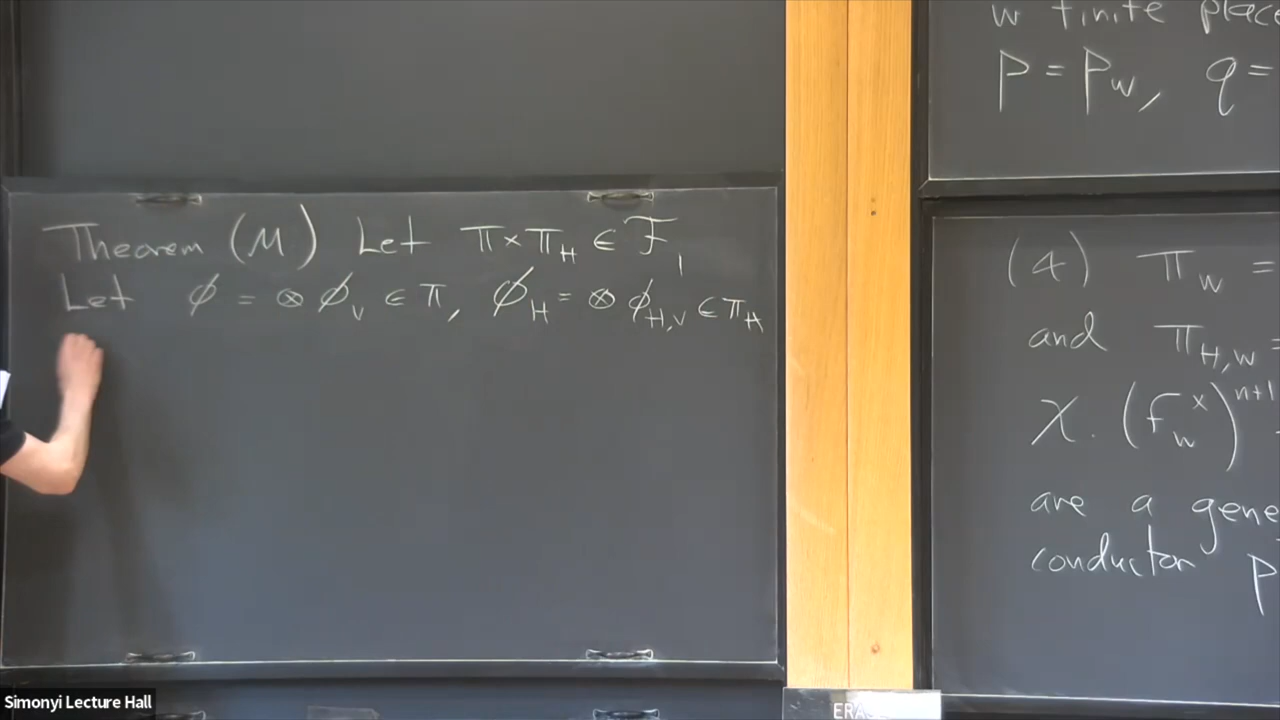 Theorem (M) Let π × π_H ∈ F_1
Let φ = ⊗ φ_v ∈ π, φ_H = ⊗ φ_{H,v} ∈ π_H
w finite place
p = p_w, q =
(4) π_w =
and π_{H,w} =
χ. (F_w^×)^{n+1}
are a gene
conductor p
Simonyi Lecture Hall